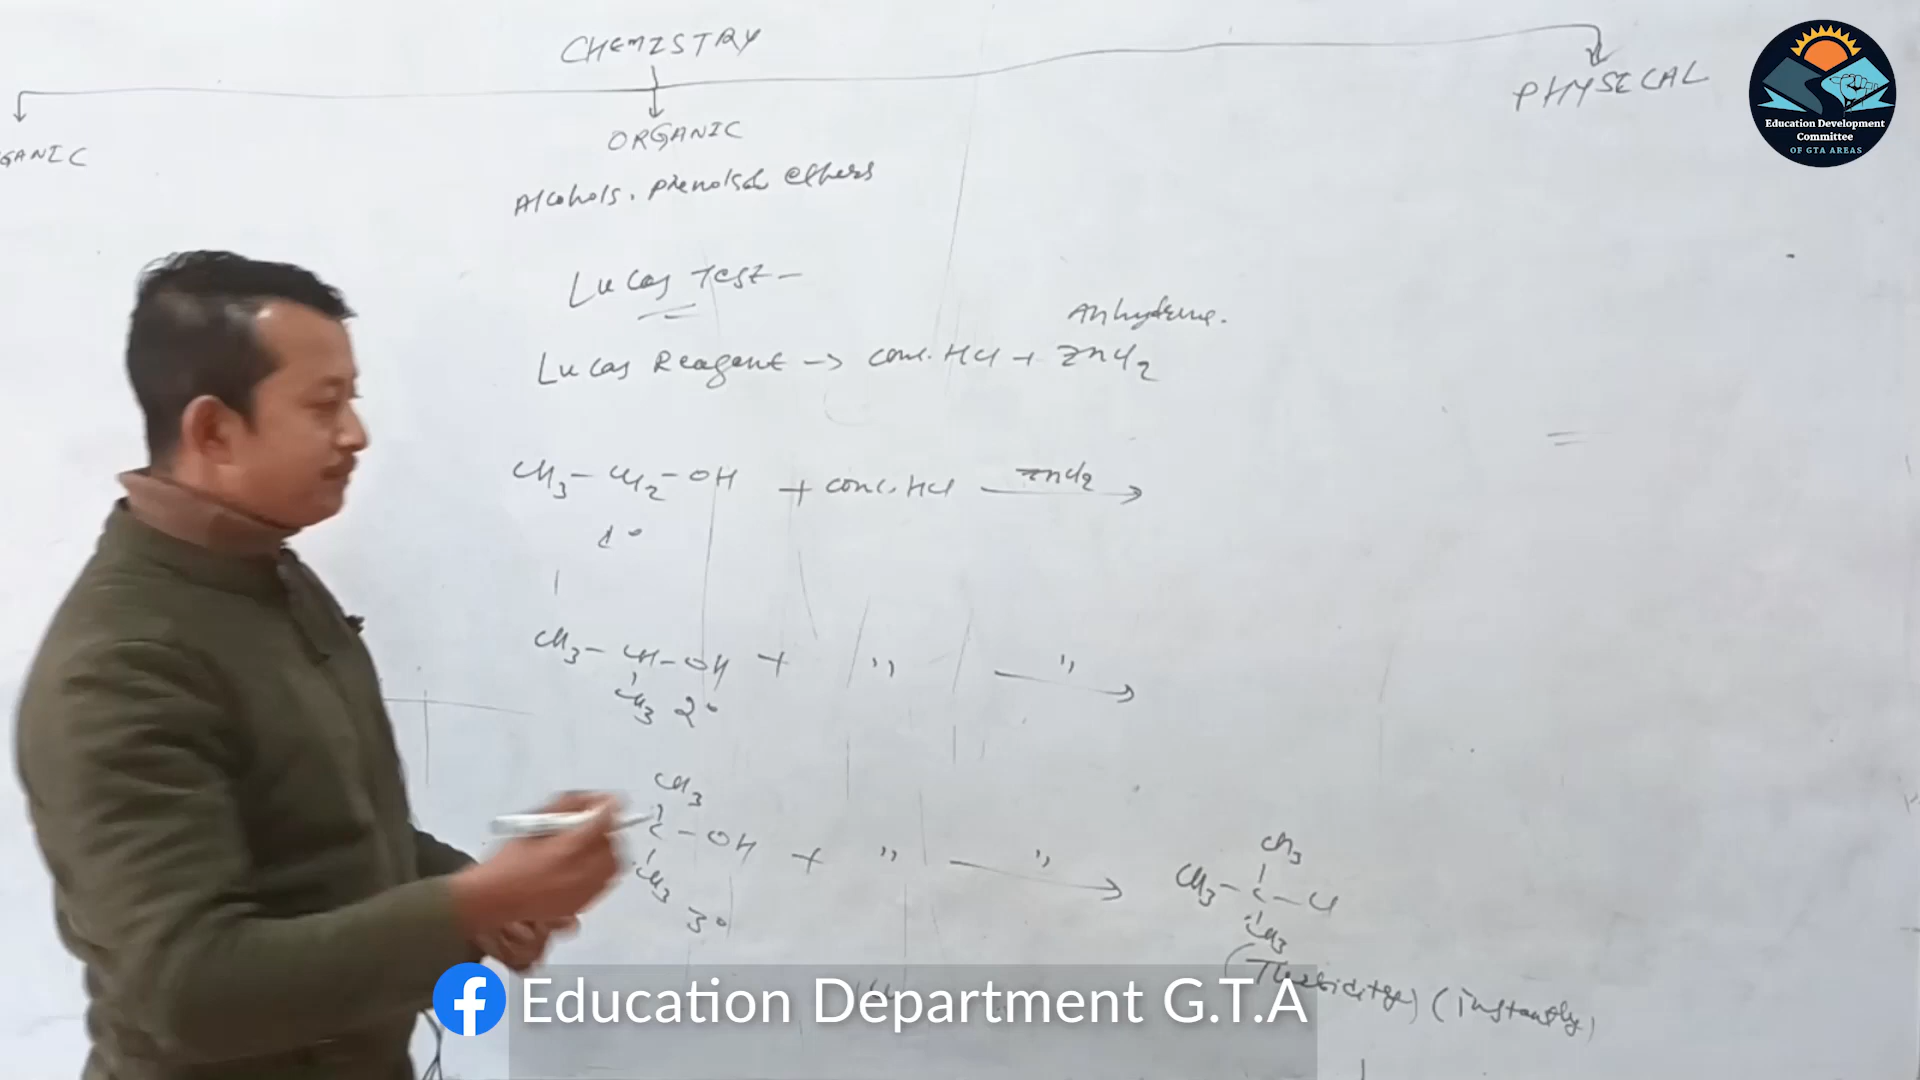 CHEMISTRY
GANIC
ORGANIC
PHYSICAL
Alcohols, phenols & ethers
Lucas Test –
Anhydrous.
Lucas Reagent → conc. HCl + ZnCl2
CH3 – CH2 – OH + conc. HCl ZnCl2 →
1°
CH3 – CH – OH + ,, ,, →
CH3 2°
CH3
C – OH + ,, ,, →
CH3
3°
CH3
CH3 – C – Cl
CH3
(instantly)
Education Development
Committee
OF GTA AREAS
Education Department G.T.A